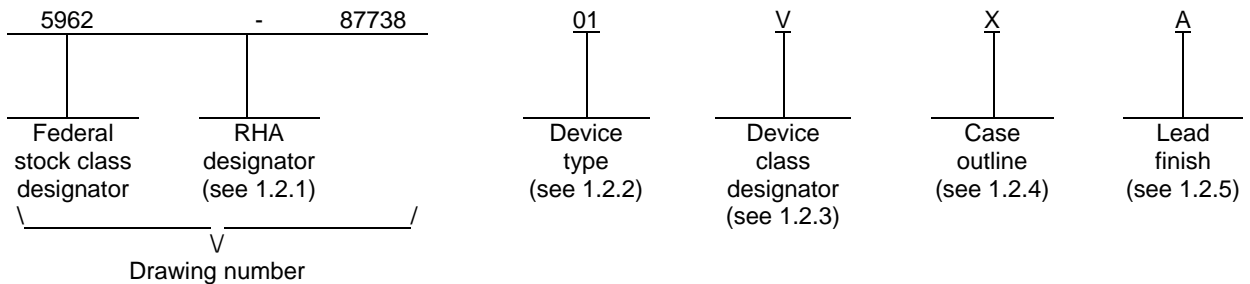 5962 - 87738 01 V X A
Federal stock class designator
RHA designator (see 1.2.1)
Device type (see 1.2.2)
Device class designator (see 1.2.3)
Case outline (see 1.2.4)
Lead finish (see 1.2.5)
\ /
\/
Drawing number